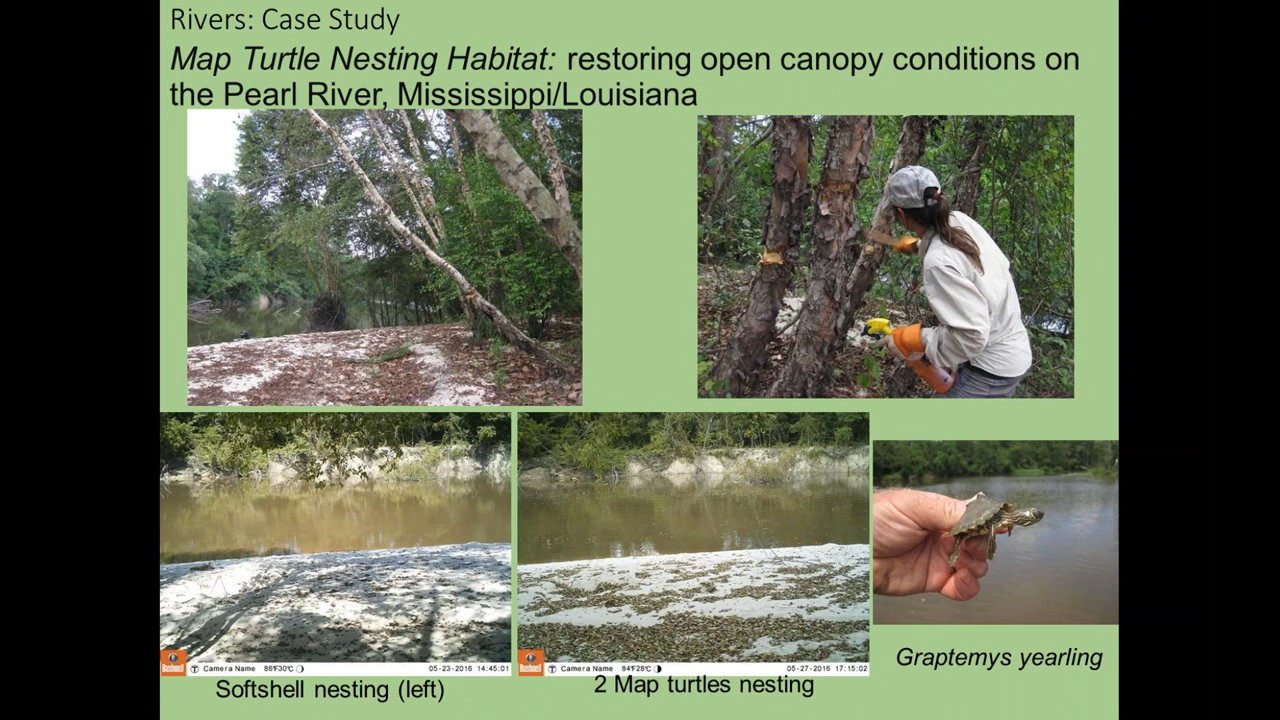 Rivers: Case Study
Map Turtle Nesting Habitat: restoring open canopy conditions on
the Pearl River, Mississippi/Louisiana
Bushnell Camera Name 86°F30°C 05-23-2016 14:45:01
Bushnell Camera Name 84°F28°C 05-27-2016 17:15:02
Softshell nesting (left)
2 Map turtles nesting
Graptemys yearling